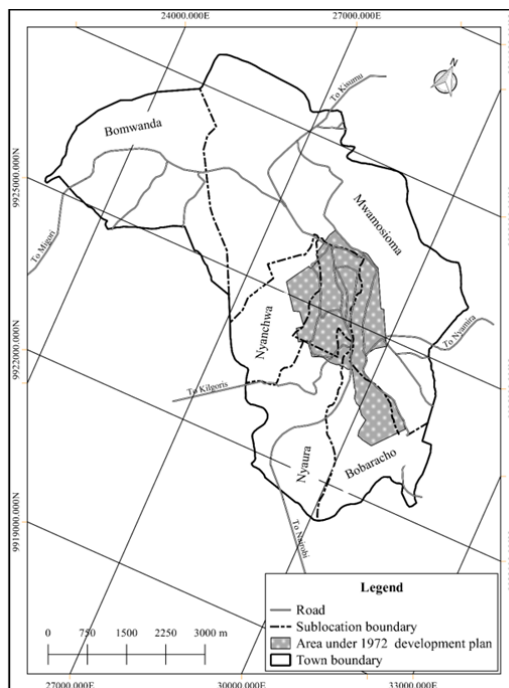 24000.000E
27000.000E
N
To Kisumu
Bomwanda
9925000.000N
Mwamosioma
To Migori
Nyanchwa
To Nyamira
9922000.000N
To Kilgoris
Nyaura
Bobaracho
9919000.000N
To Nairobi
Legend
Road
Sublocation boundary
Area under 1972 development plan
Town boundary
0 750 1500 2250 3000 m
27000.000E
30000.000E
33000.000E